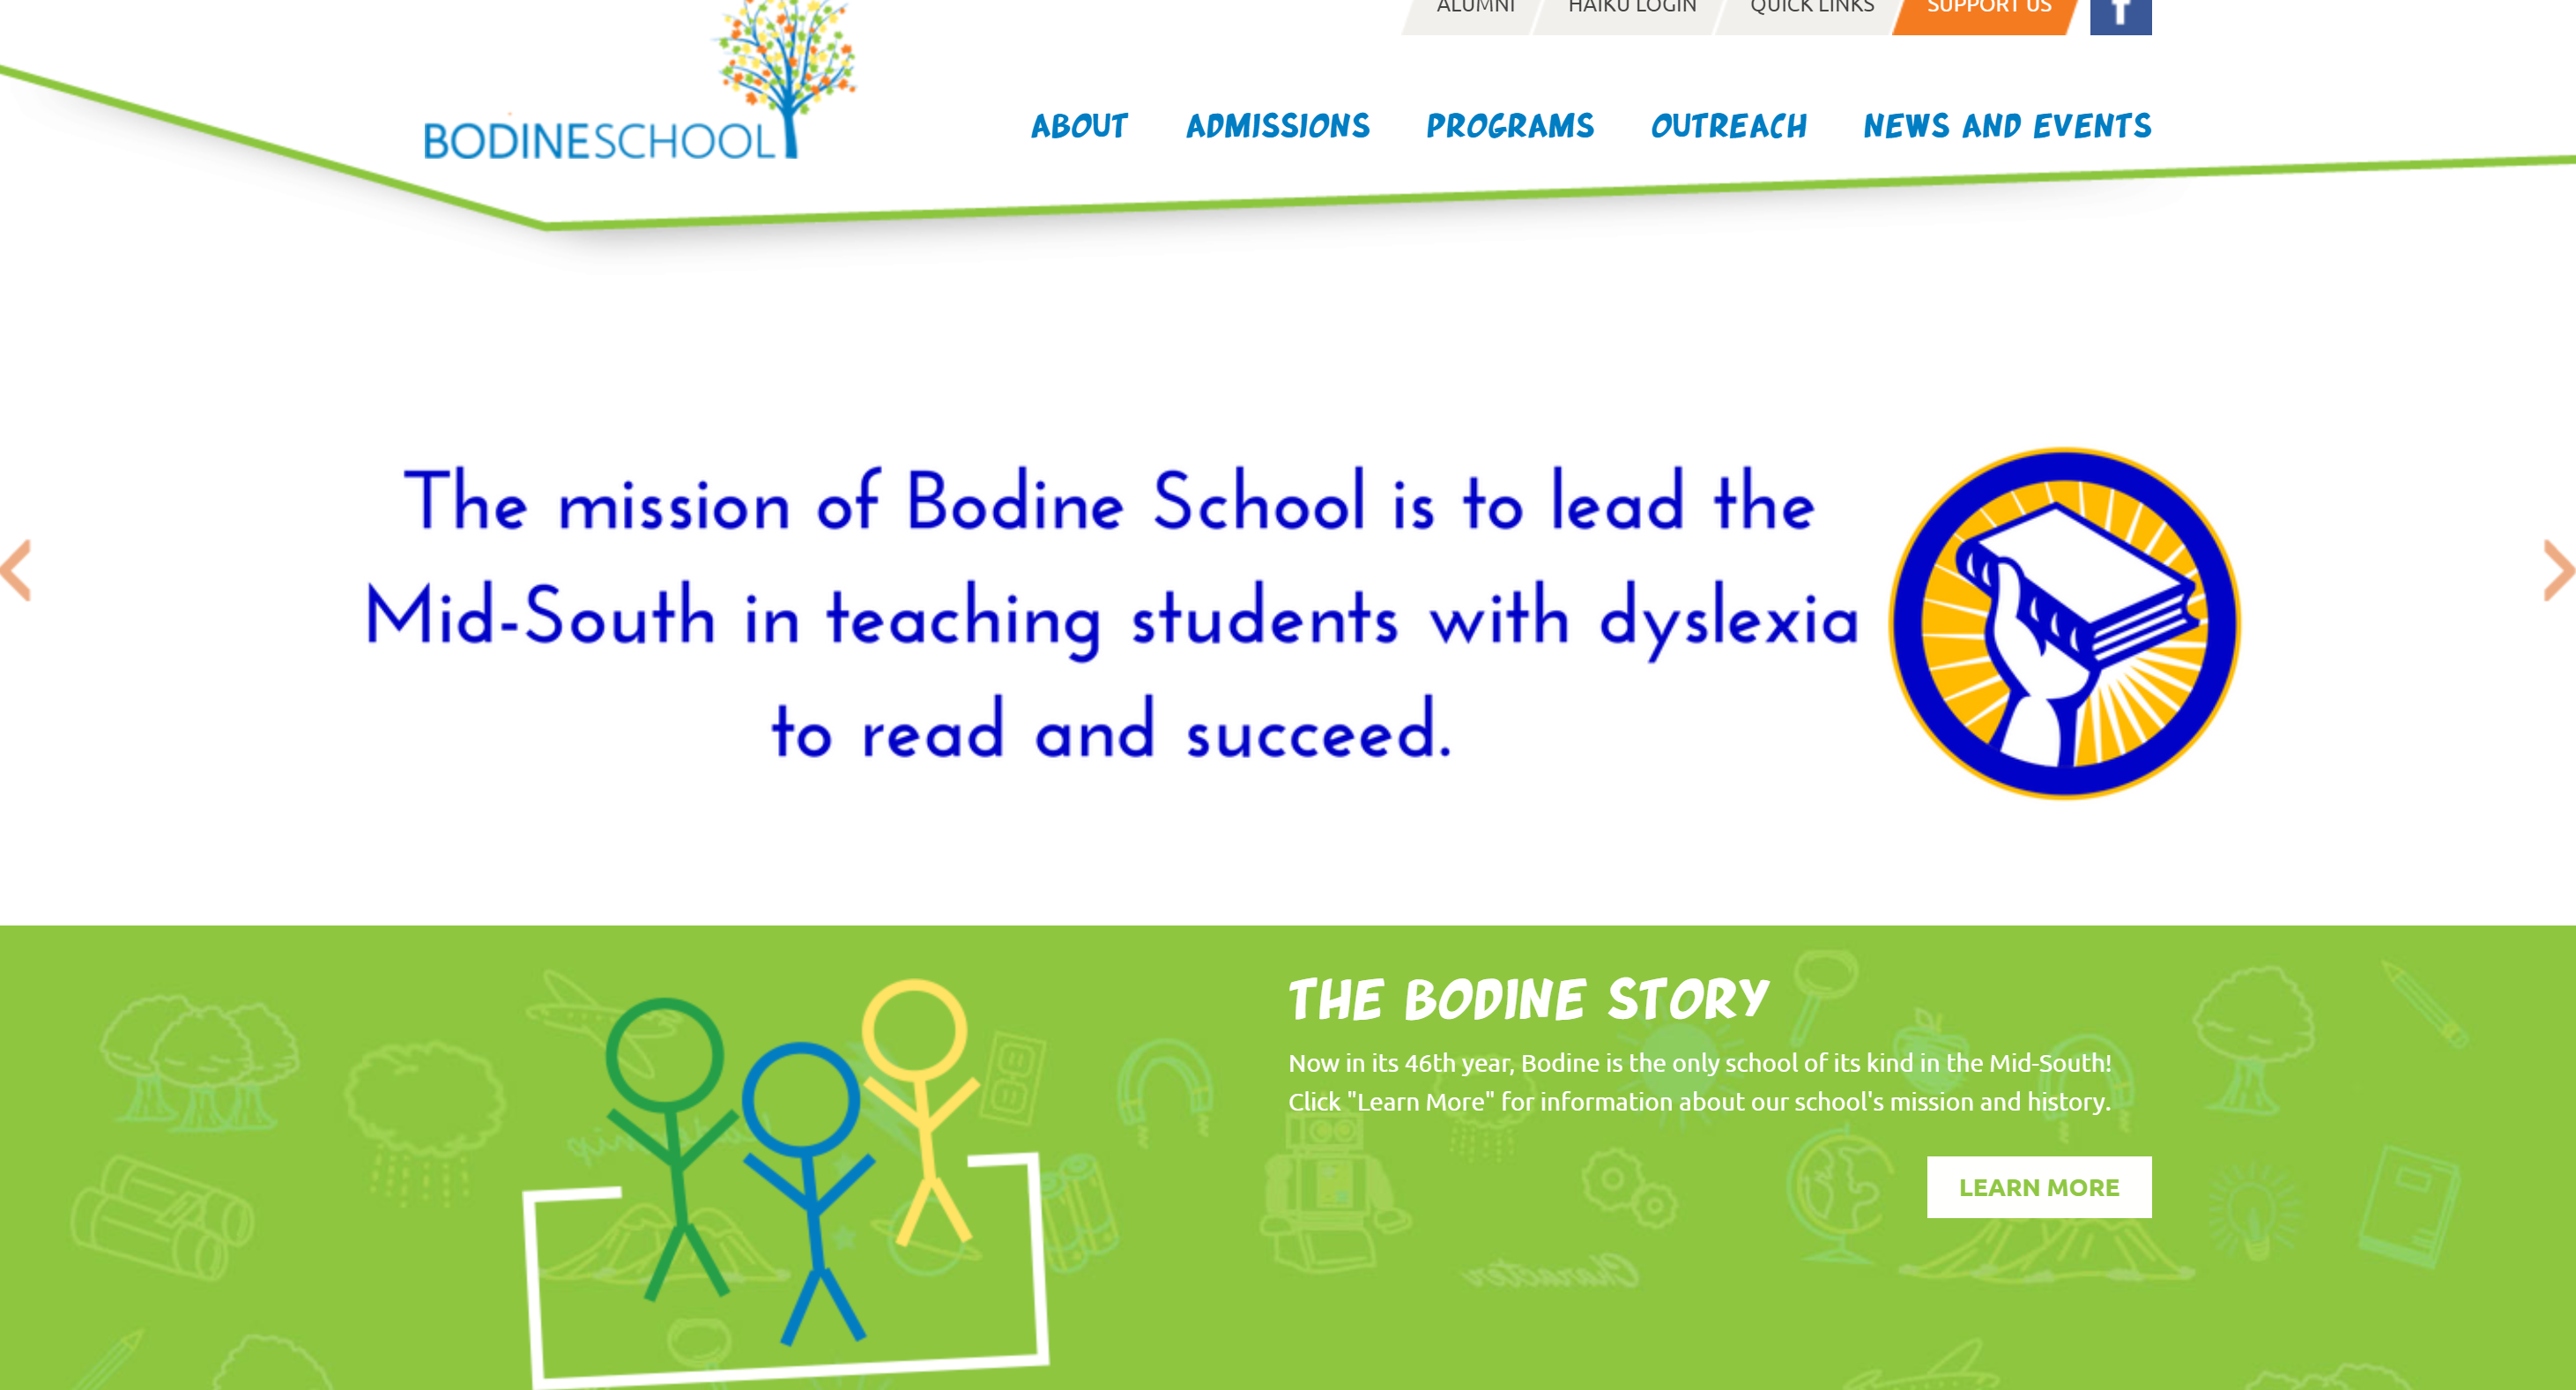 ALUMNI HAIKU LOGIN QUICK LINKS SUPPORT US f
BODINESCHOOL
ABOUT ADMISSIONS PROGRAMS OUTREACH NEWS AND EVENTS
The mission of Bodine School is to lead the
Mid-South in teaching students with dyslexia
to read and succeed.
THE BODINE STORY
Now in its 46th year, Bodine is the only school of its kind in the Mid-South!
Click "Learn More" for information about our school's mission and history.
LEARN MORE
Character